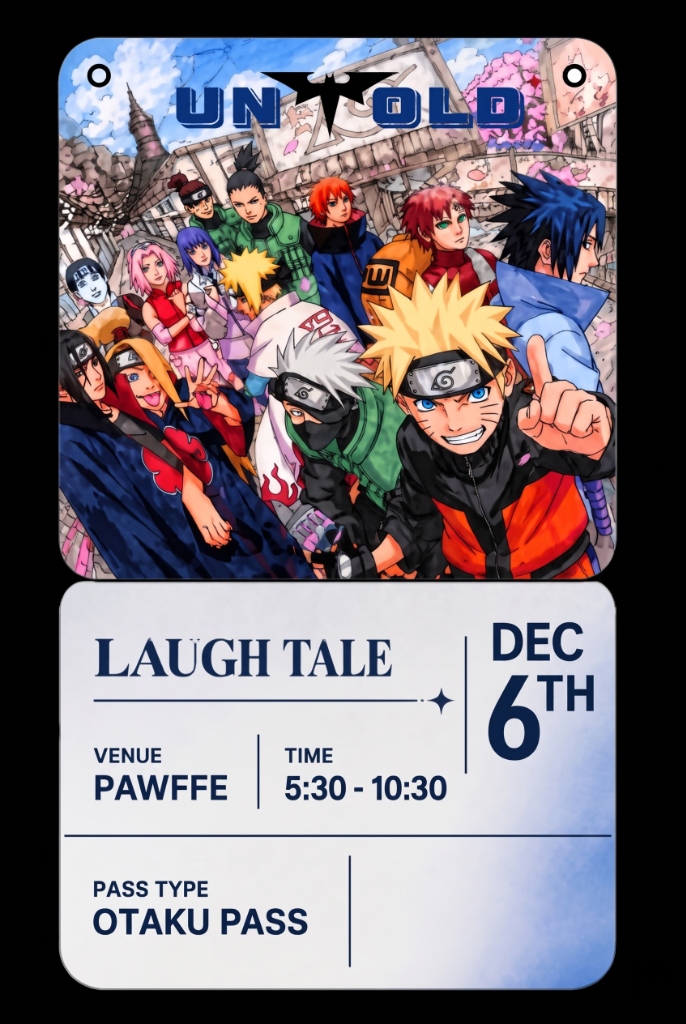 UNTOLD
LAUGH TALE
DEC
6TH
VENUE
PAWFFE
TIME
5:30 - 10:30
PASS TYPE
OTAKU PASS